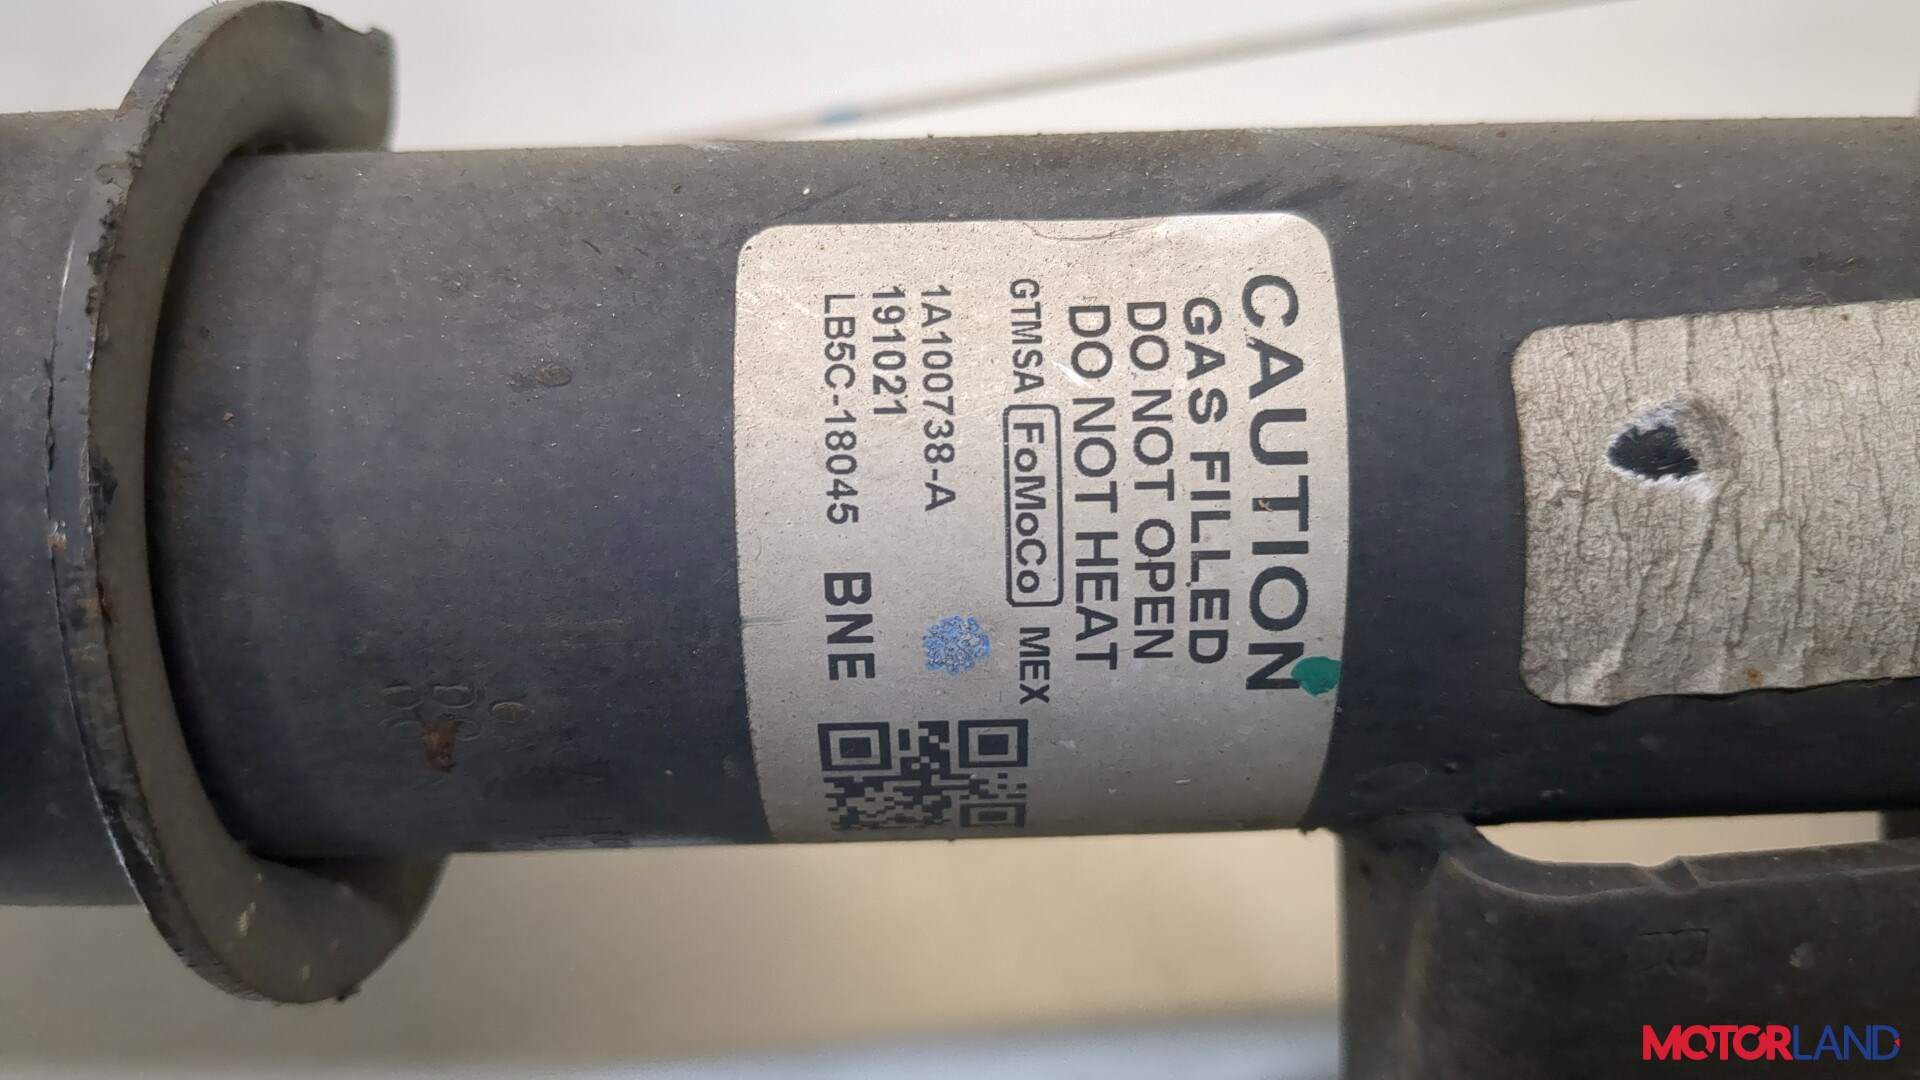 CAUTION
GAS FILLED
DO NOT OPEN
DO NOT HEAT
GTMSA FoMoCo MEX
1A100738-A
191021
LB5C-18045 BNE
MOTORLAND